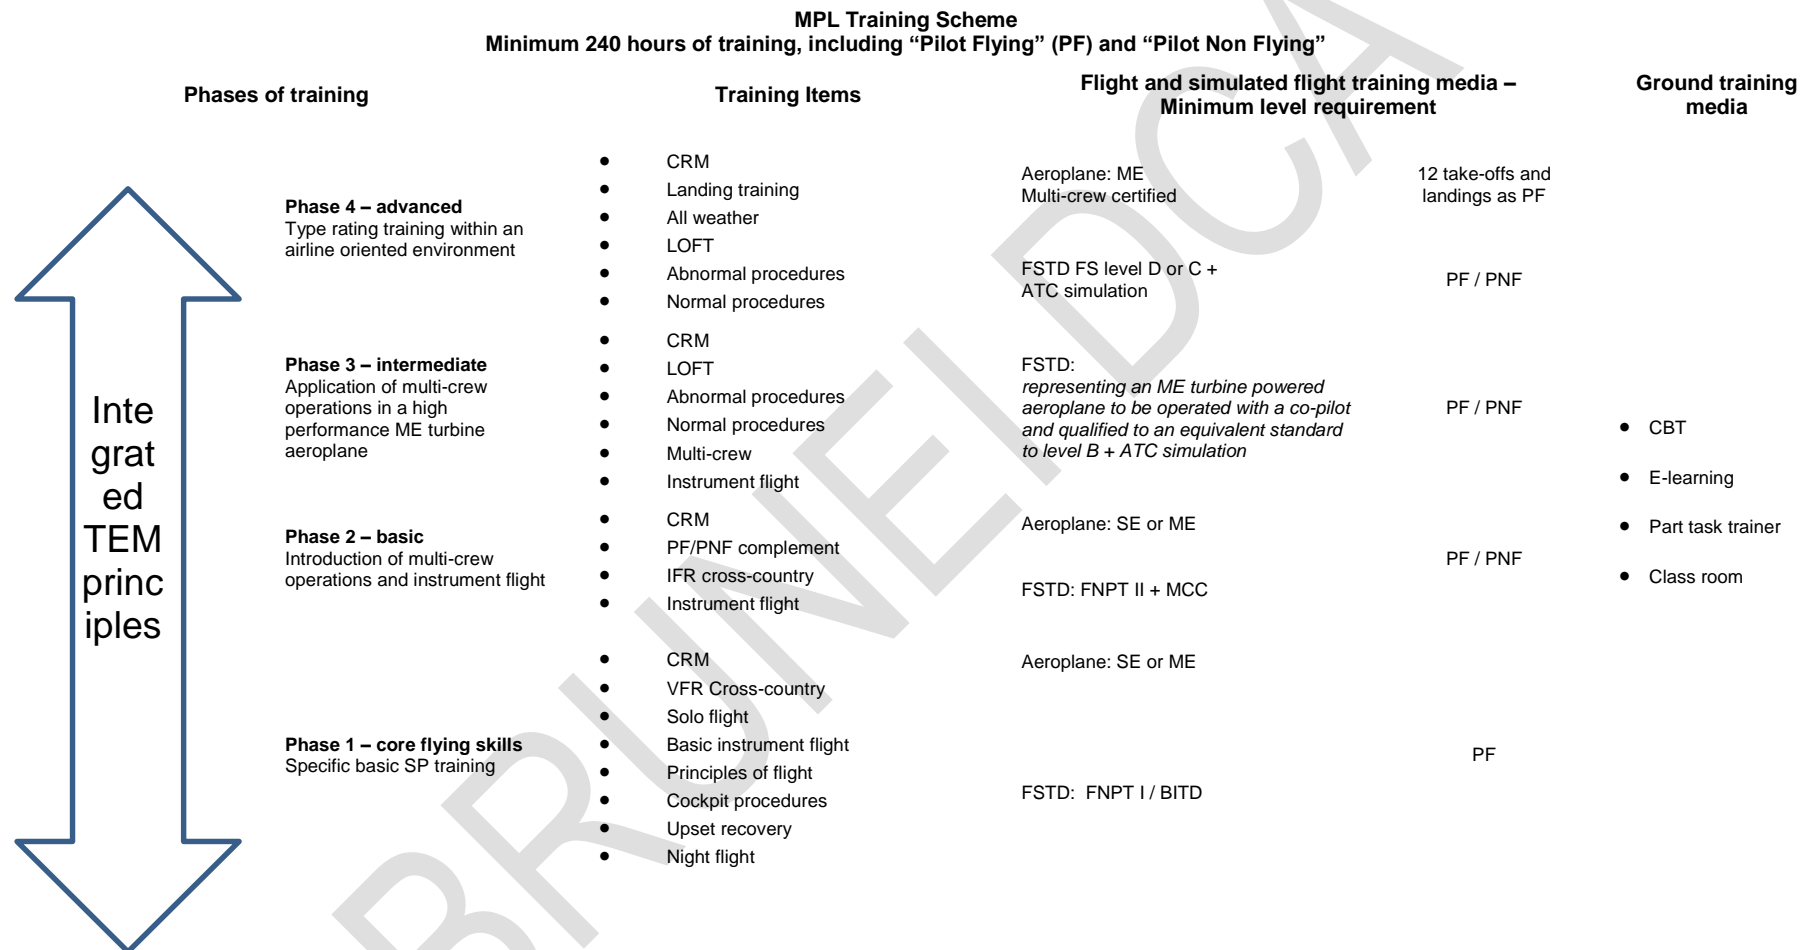 MPL Training Scheme
Minimum 240 hours of training, including “Pilot Flying” (PF) and “Pilot Non Flying”
Phases of training
Training Items
Flight and simulated flight training media –
Minimum level requirement
Ground training
media
Inte
grat
ed
TEM
princ
iples
Phase 4 – advanced
Type rating training within an
airline oriented environment
• CRM
• Landing training
• All weather
• LOFT
• Abnormal procedures
• Normal procedures
Aeroplane: ME
Multi-crew certified
12 take-offs and
landings as PF
FSTD FS level D or C +
ATC simulation
PF / PNF
Phase 3 – intermediate
Application of multi-crew
operations in a high
performance ME turbine
aeroplane
• CRM
• LOFT
• Abnormal procedures
• Normal procedures
• Multi-crew
• Instrument flight
FSTD:
representing an ME turbine powered
aeroplane to be operated with a co-pilot
and qualified to an equivalent standard
to level B + ATC simulation
PF / PNF
Phase 2 – basic
Introduction of multi-crew
operations and instrument flight
• CRM
• PF/PNF complement
• IFR cross-country
• Instrument flight
Aeroplane: SE or ME
FSTD: FNPT II + MCC
PF / PNF
Phase 1 – core flying skills
Specific basic SP training
• CRM
• VFR Cross-country
• Solo flight
• Basic instrument flight
• Principles of flight
• Cockpit procedures
• Upset recovery
• Night flight
Aeroplane: SE or ME
FSTD: FNPT I / BITD
PF
• CBT
• E-learning
• Part task trainer
• Class room
BRUNEI DCA